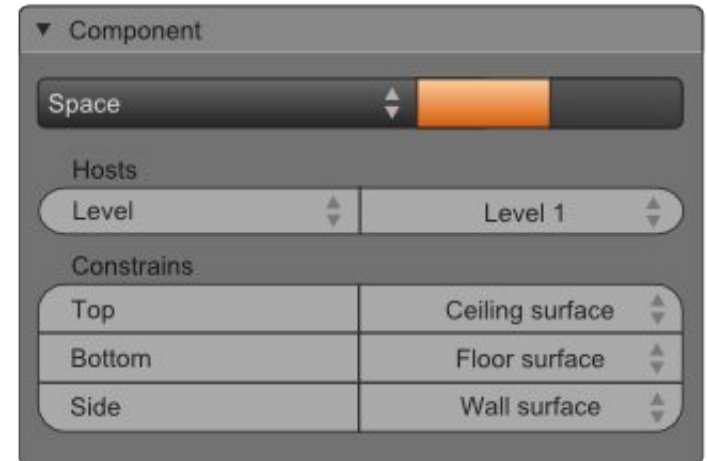 Component
Space
Hosts
Level Level 1
Constrains
Top Ceiling surface
Bottom Floor surface
Side Wall surface